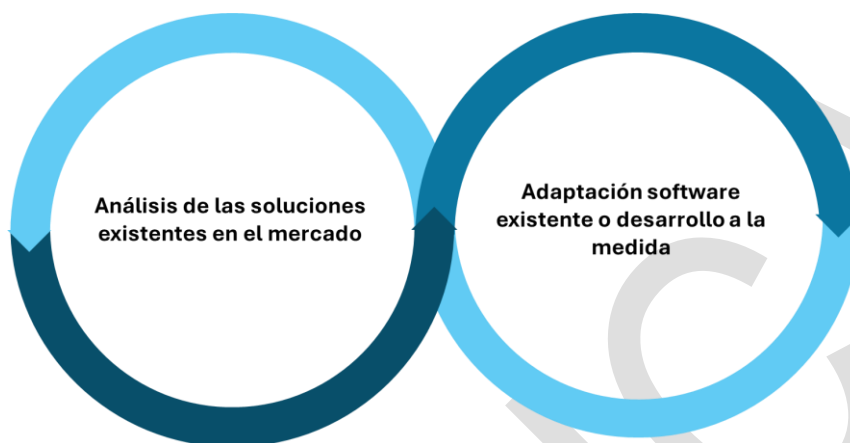 Análisis de las soluciones
existentes en el mercado
Adaptación software
existente o desarrollo a la
medida